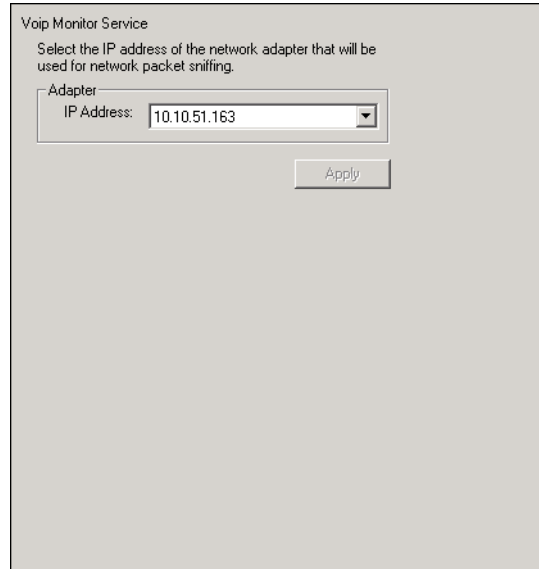 Voip Monitor Service
Select the IP address of the network adapter that will be
used for network packet sniffing.
Adapter
IP Address: 10.10.51.163
Apply